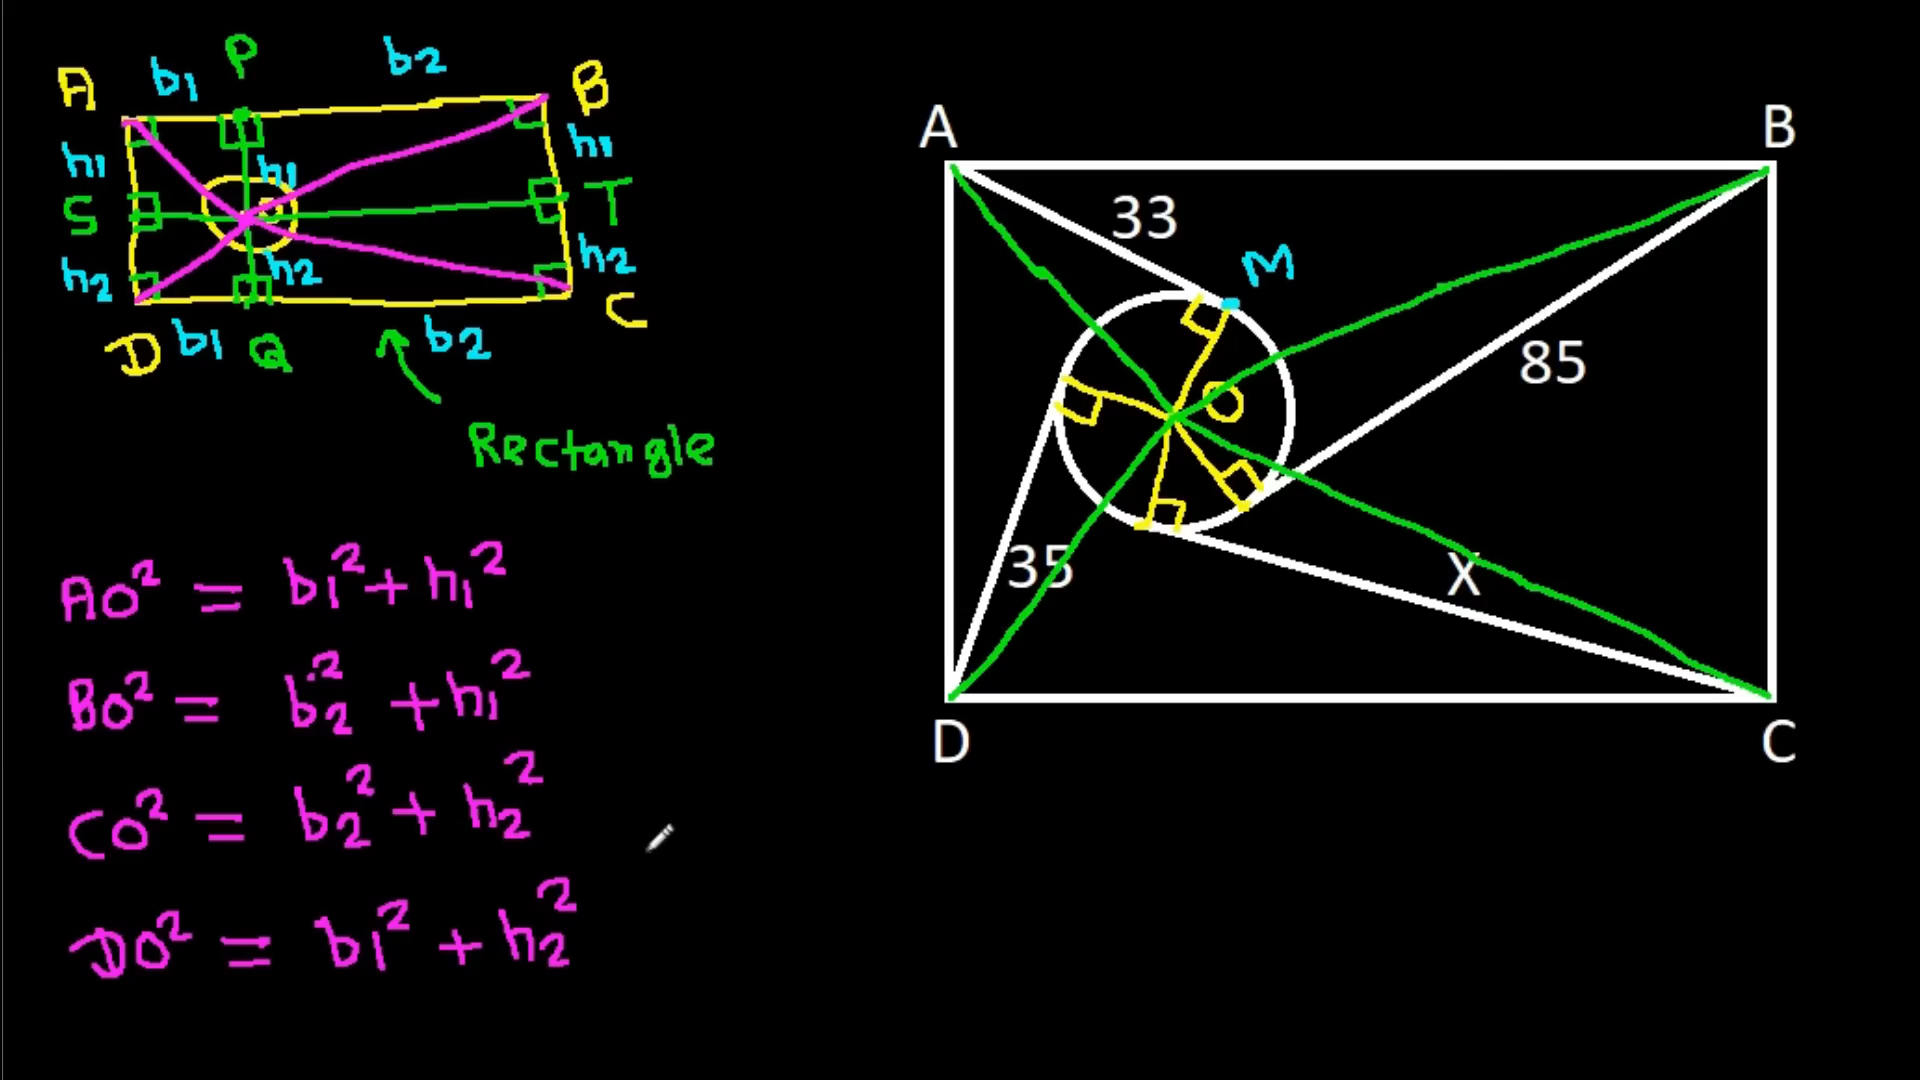 A b1 P b2 B
h1 h1 h1
S O T
h2 h2 h2
D b1 Q b2 C
Rectangle
AO² = b1² + h1²
BO² = b2² + h1²
CO² = b2² + h2²
DO² = b1² + h2²
A B
33
M
85
O
35
X
D C